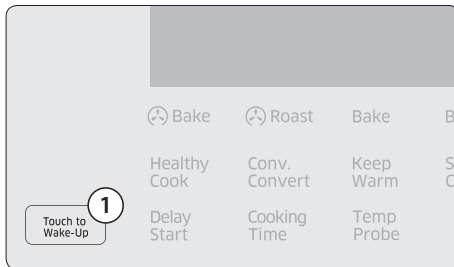 Bake Roast Bake B
Healthy Conv. Keep S
Cook Convert Warm C
1
Touch to Delay Cooking Temp
Wake-Up Start Time Probe